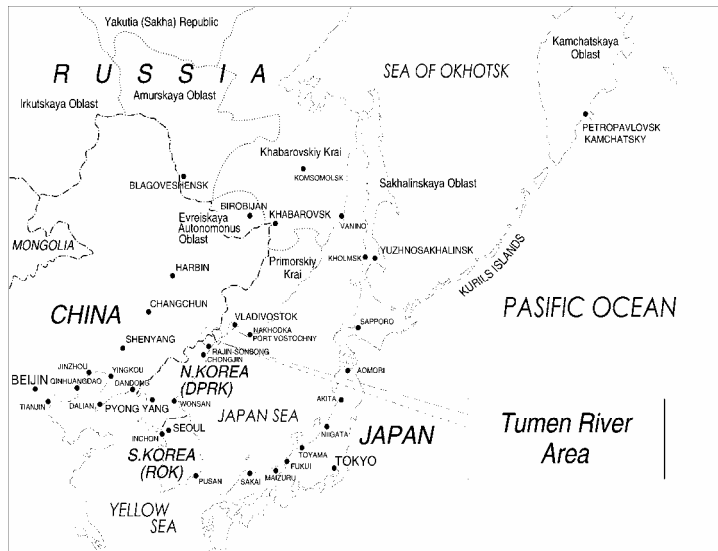 Yakutia (Sakha) Republic
RUSSIA
SEA OF OKHOTSK
Kamchatskaya
Oblast
Irkutskaya Oblast
Amurskaya Oblast
PETROPAVLOVSK
KAMCHATSKY
Khabarovskiy Krai
KOMSOMOLSK
BLAGOVESHENSK
Sakhalinskaya Oblast
BIROBIJAN
Evreiskaya
Autonomonus
Oblast
KHABAROVSK
VANINO
MONGOLIA
Primorskiy
Krai
KHOLMSK
YUZHNOSAKHALINSK
KURILS ISLANDS
HARBIN
CHINA
CHANGCHUN
VLADIVOSTOK
NAKHODKA
PORT VOSTOCHNY
SAPPORO
PASIFIC OCEAN
SHENYANG
RAJIN-SONBONG
CHONGJIN
JINZHOU
YINGKOU
N.KOREA
(DPRK)
AOMORI
BEIJIN
QINHUANGDAO
DANDONG
TIANJIN
DALIAN
PYONG YANG
WONSAN
AKITA
JAPAN SEA
Tumen River
Area
SEOUL
INCHON
NIIGATA
JAPAN
S.KOREA
(ROK)
TOYAMA
FUKUI
TOKYO
PUSAN
SAKAI
MAIZURU
YELLOW
SEA